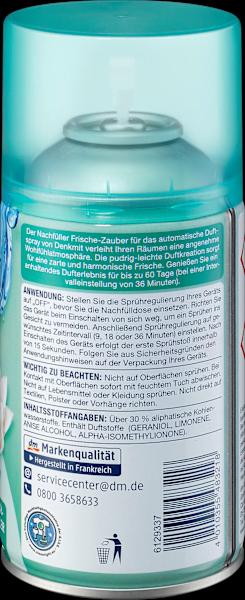 Der Nachfüller Frische-Zauber für das automatische Duft-
spray von Denkmit verleiht Ihren Räumen eine angenehme
Wohlfühlatmosphäre. Die pudrig-leichte Duftkreation sorgt
für eine zarte und harmonische Frische. Genießen Sie ein
anhaltendes Dufterlebnis für bis zu 60 Tage (bei einer Inter-
valleinstellung von 36 Minuten).
ANWENDUNG: Stellen Sie die Sprühregulierung Ihres Geräts
auf „OFF“, bevor Sie die Nachfülldose einsetzen. Richten Sie
das Gerät beim Einschalten von sich weg, um ein Sprühen ins
Gesicht zu vermeiden. Anschließend Sprühregulierung auf ge-
wünschtes Zeitintervall (9, 18 oder 36 Minuten) einstellen. Nach
Einschalten des Geräts erfolgt der erste Sprühstoß innerhalb
von 15 Sekunden. Folgen Sie aus Sicherheitsgründen den
Anwendungshinweisen auf der Verpackung des Geräts.
WICHTIG ZU BEACHTEN: Nicht auf Oberflächen sprühen. Bei
Kontakt mit Oberflächen sofort mit feuchtem Tuch abwischen.
Nicht auf Lebensmittel oder Kleidung sprühen. Nicht direkt auf
Textilien, Polster oder Vorhänge halten.
INHALTSSTOFFANGABEN: Über 30 % aliphatische Kohlen-
wasserstoffe. Enthält Duftstoffe (GERANIOL, LIMONENE,
ANISE ALCOHOL, ALPHA-ISOMETHYLIONONE).
dm Markenqualität
Hergestellt in Frankreich
servicecenter@dm.de
0800 3658633
6129337